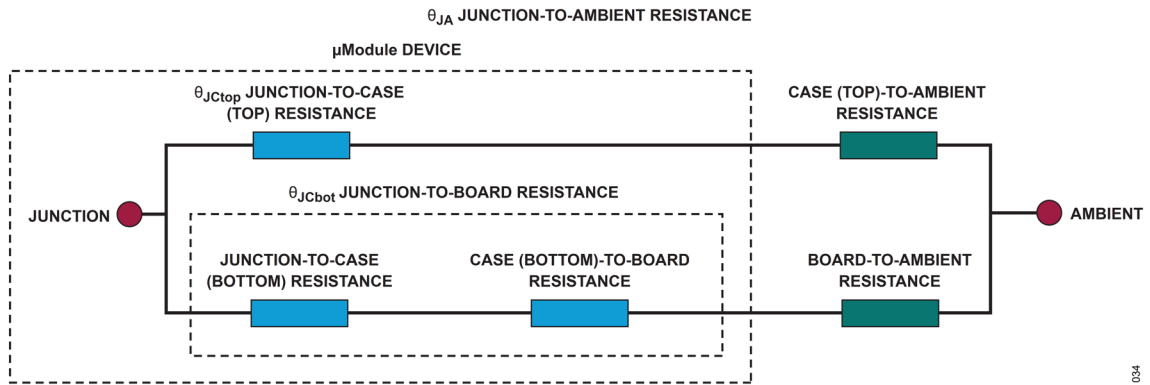 θJA JUNCTION-TO-AMBIENT RESISTANCE
µModule DEVICE
θJCtop JUNCTION-TO-CASE
(TOP) RESISTANCE
CASE (TOP)-TO-AMBIENT
RESISTANCE
θJCbot JUNCTION-TO-BOARD RESISTANCE
JUNCTION
AMBIENT
JUNCTION-TO-CASE
(BOTTOM) RESISTANCE
CASE (BOTTOM)-TO-BOARD
RESISTANCE
BOARD-TO-AMBIENT
RESISTANCE
034